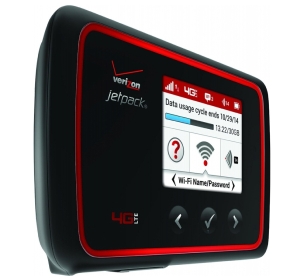 4G
Data usage cycle ends 10/29/14
13.22/30GB
verizon
jetpack®
?
< Wi-Fi Name/Password >
4G LTE